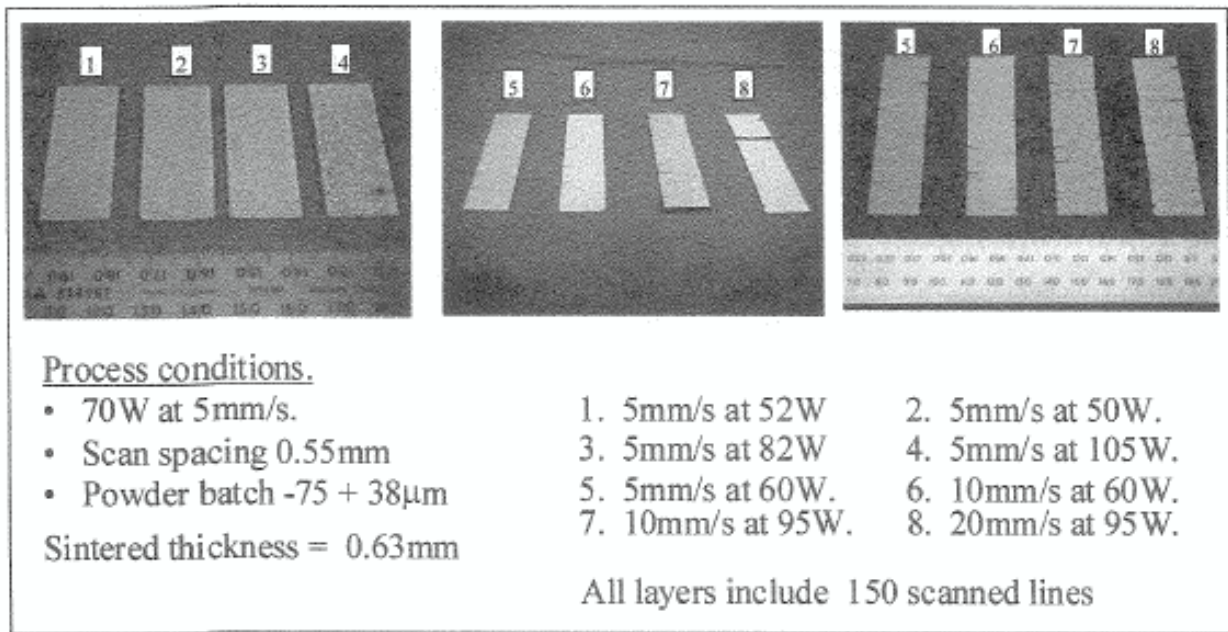 1 2 3 4
5 6 7 8
5 6 7 8
Process conditions.
• 70W at 5mm/s.
• Scan spacing 0.55mm
• Powder batch -75 + 38μm
Sintered thickness = 0.63mm
1. 5mm/s at 52W 2. 5mm/s at 50W.
3. 5mm/s at 82W 4. 5mm/s at 105W.
5. 5mm/s at 60W. 6. 10mm/s at 60W.
7. 10mm/s at 95W. 8. 20mm/s at 95W.
All layers include 150 scanned lines